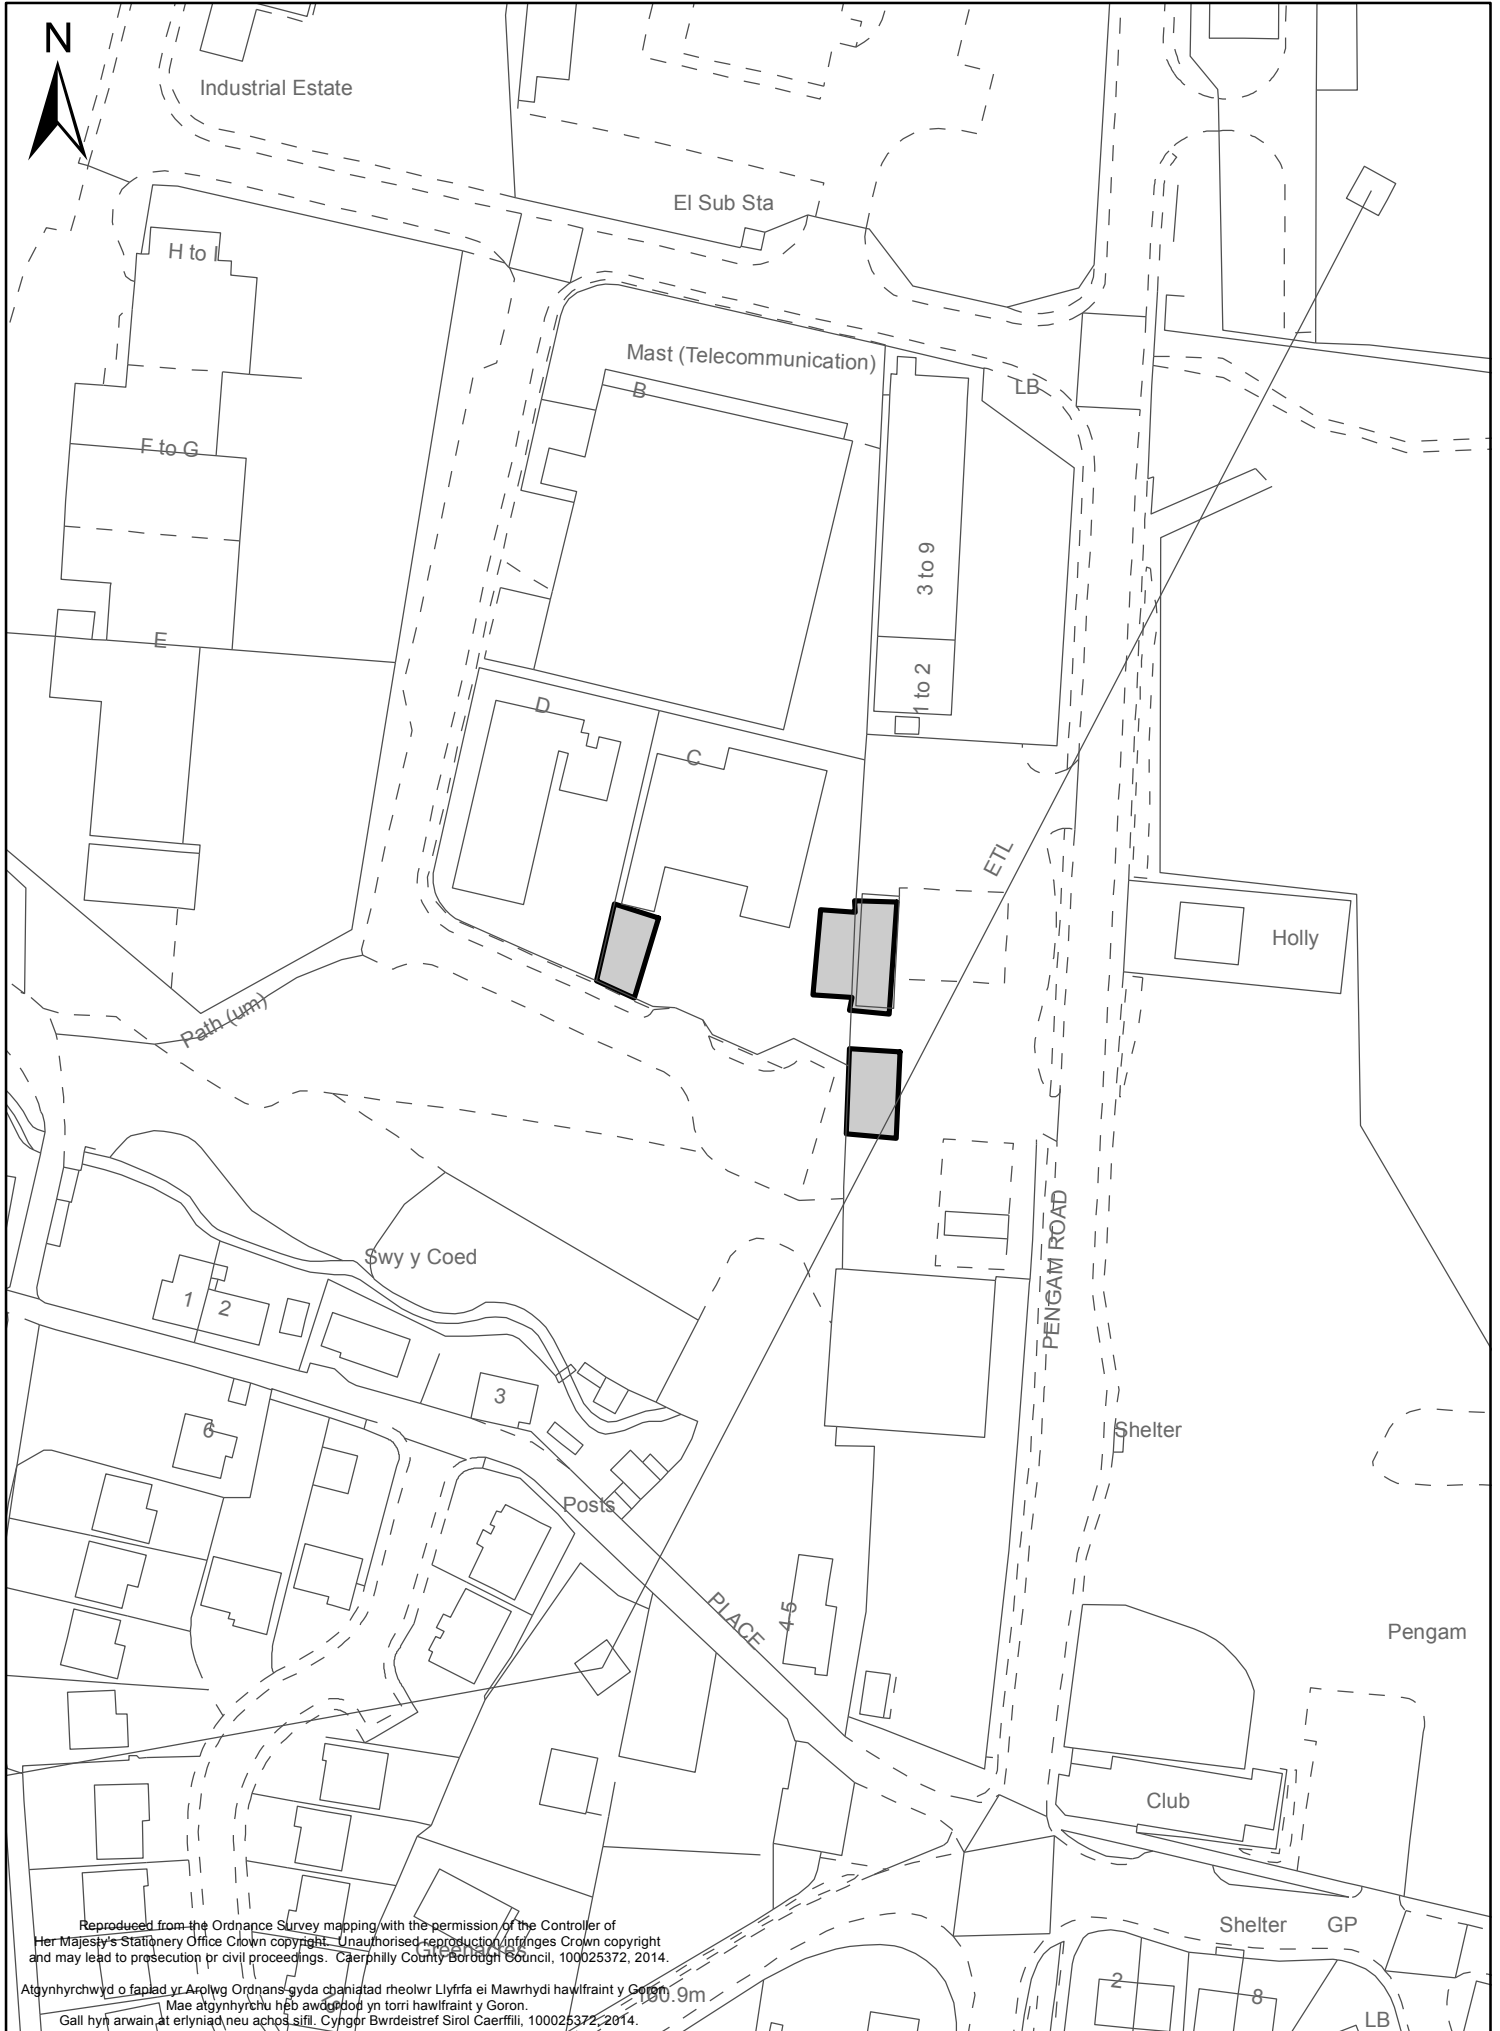 N
Industrial Estate
El Sub Sta
H to I
Mast (Telecommunication)
B
LB
F to G
3 to 9
E
1 to 2
D
C
ETL
Holly
Path (um)
PENGAM ROAD
Swy y Coed
1
2
3
6
Shelter
Posts
PLACE
4 5
Pengam
Club
Shelter
GP
Reproduced from the Ordnance Survey mapping with the permission of the Controller of
Her Majesty's Stationery Office Crown copyright. Unauthorised reproduction infringes Crown copyright
and may lead to prosecution or civil proceedings. Caerphilly County Borough Council, 100025372, 2014.
Greenacres
Atgynhyrchwyd o fapiad yr Arolwg Ordnans gyda chaniatad rheolwr Llyfrfa ei Mawrhydi hawlfraint y Goron.
Mae atgynhyrchu heb awdurdod yn torri hawlfraint y Goron.
Gall hyn arwain at erlyniad neu achos sifil. Cyngor Bwrdeistref Sirol Caerffili, 100025372, 2014.
160.9m
2
8
LB